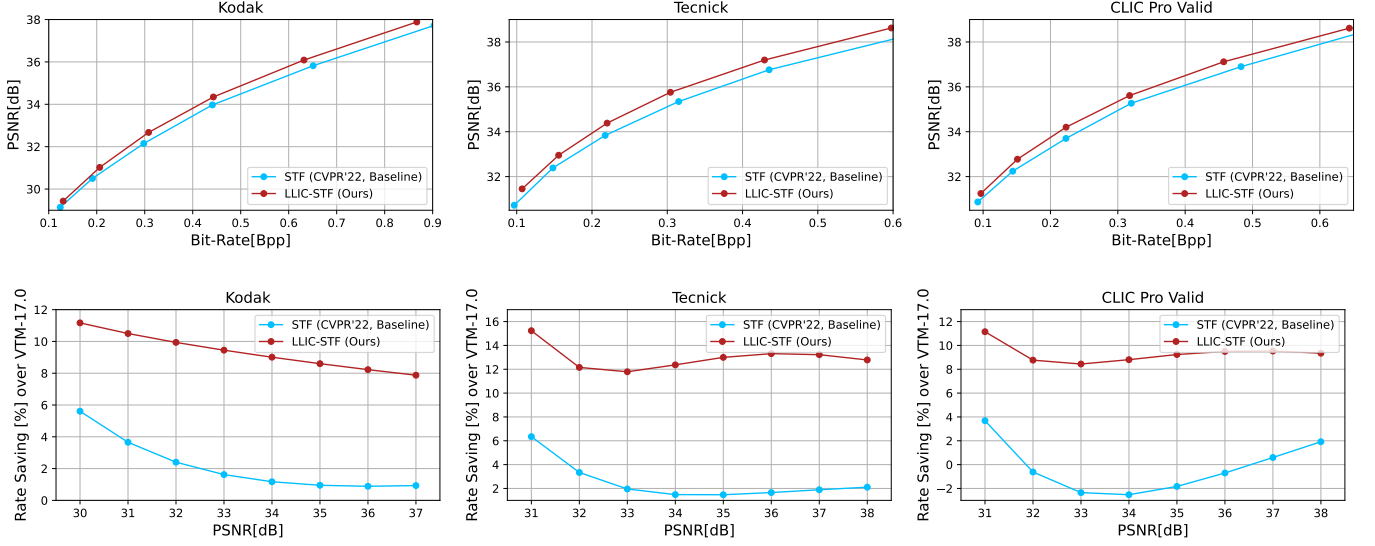 Kodak
PSNR[dB]
38
36
34
32
30
STF (CVPR'22, Baseline)
LLIC-STF (Ours)
0.1 0.2 0.3 0.4 0.5 0.6 0.7 0.8 0.9
Bit-Rate[Bpp]
Tecnick
PSNR[dB]
38
36
34
32
STF (CVPR'22, Baseline)
LLIC-STF (Ours)
0.1 0.2 0.3 0.4 0.5 0.6
Bit-Rate[Bpp]
CLIC Pro Valid
PSNR[dB]
38
36
34
32
STF (CVPR'22, Baseline)
LLIC-STF (Ours)
0.1 0.2 0.3 0.4 0.5 0.6
Bit-Rate[Bpp]
Kodak
Rate Saving [%] over VTM-17.0
12
10
8
6
4
2
0
STF (CVPR'22, Baseline)
LLIC-STF (Ours)
30 31 32 33 34 35 36 37
PSNR[dB]
Tecnick
Rate Saving [%] over VTM-17.0
16
14
12
10
8
6
4
2
STF (CVPR'22, Baseline)
LLIC-STF (Ours)
31 32 33 34 35 36 37 38
PSNR[dB]
CLIC Pro Valid
Rate Saving [%] over VTM-17.0
12
10
8
6
4
2
0
−2
STF (CVPR'22, Baseline)
LLIC-STF (Ours)
31 32 33 34 35 36 37 38
PSNR[dB]